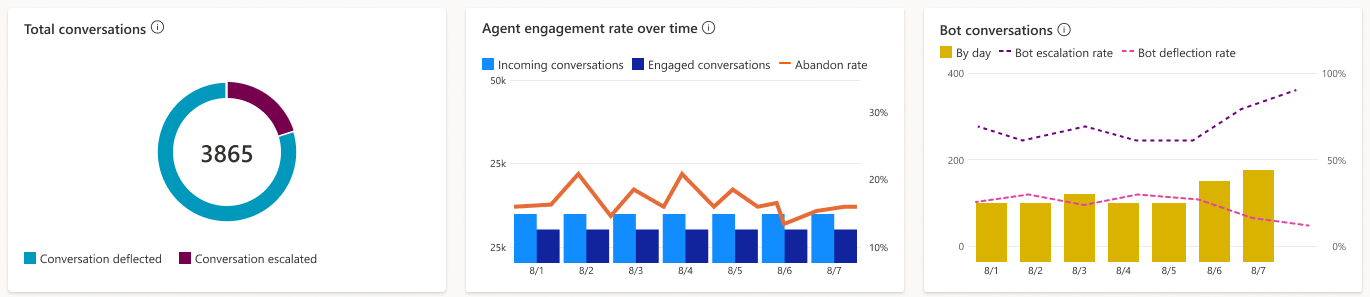 Total conversations
3865
Conversation deflected Conversation escalated
Agent engagement rate over time
Incoming conversations Engaged conversations Abandon rate
50k
30%
25k
20%
25k
10%
8/1 8/2 8/3 8/4 8/5 8/6 8/7
Bot conversations
By day Bot escalation rate Bot deflection rate
400 100%
200 50%
0 0%
8/1 8/2 8/3 8/4 8/5 8/6 8/7